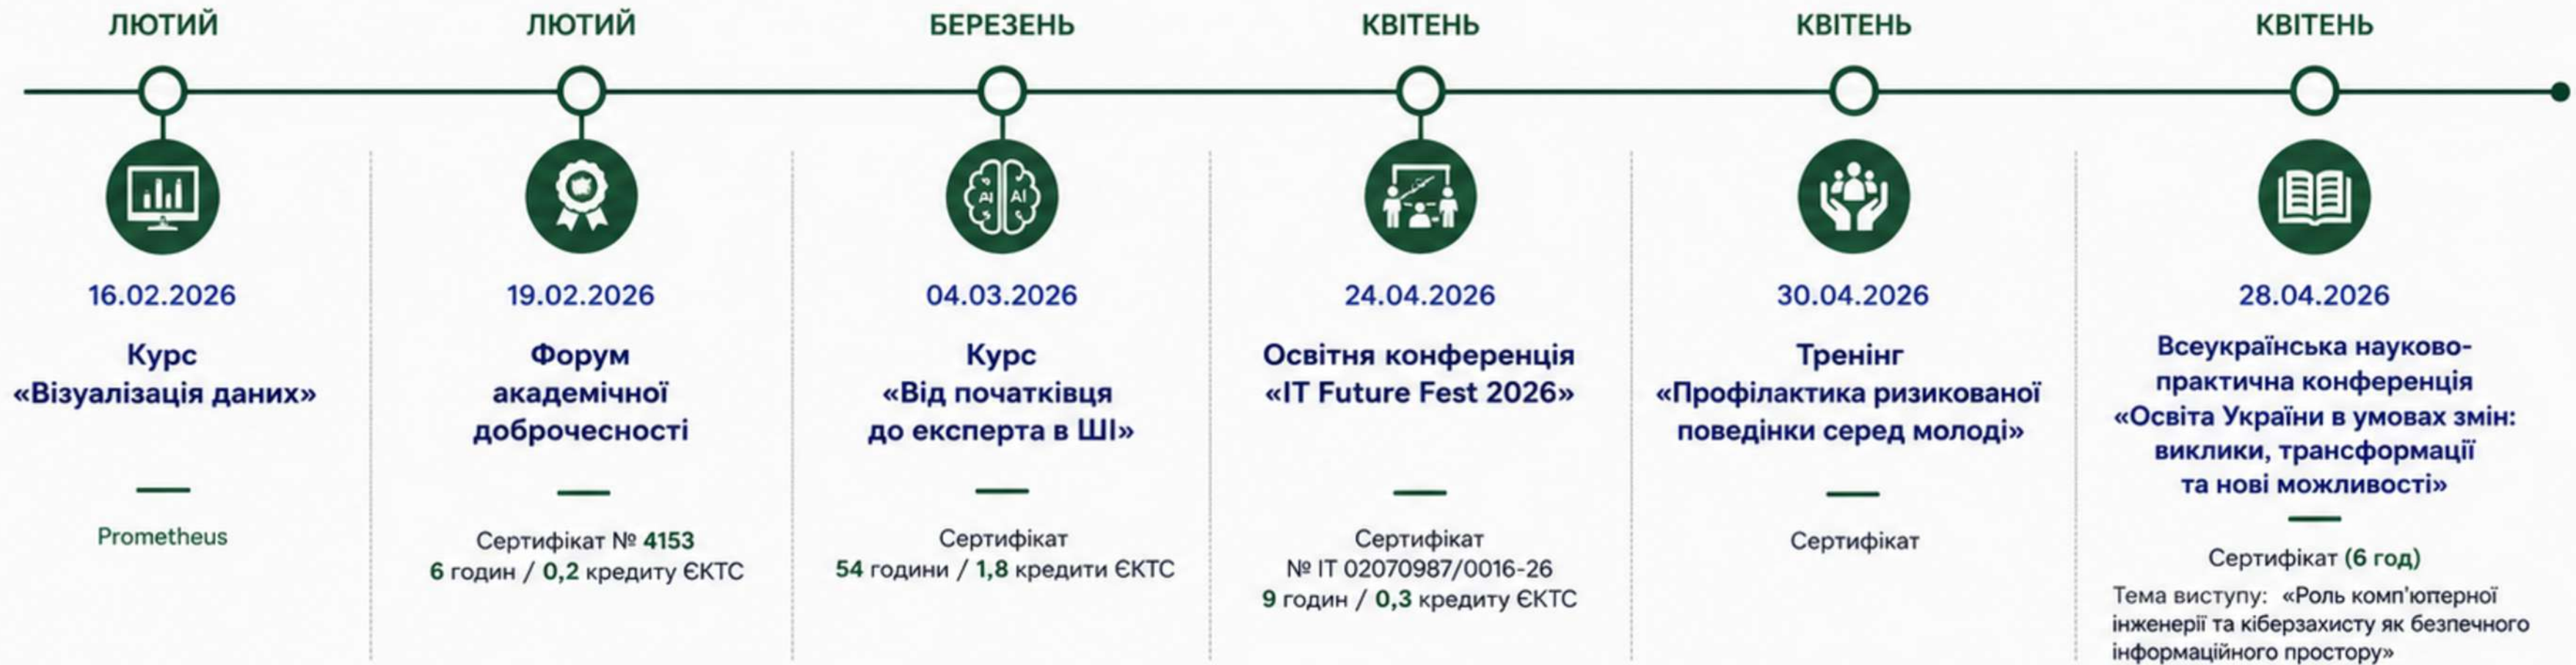 ЛЮТИЙ
ЛЮТИЙ
БЕРЕЗЕНЬ
КВІТЕНЬ
КВІТЕНЬ
КВІТЕНЬ
AI AI
16.02.2026
Курс
«Візуалізація даних»
Prometheus
19.02.2026
Форум
академічної
доброчесності
Сертифікат № 4153
6 годин / 0,2 кредиту ЄКТС
04.03.2026
Курс
«Від початківця
до експерта в ШІ»
Сертифікат
54 години / 1,8 кредити ЄКТС
24.04.2026
Освітня конференція
«IT Future Fest 2026»
Сертифікат
№ ІТ 02070987/0016-26
9 годин / 0,3 кредиту ЄКТС
30.04.2026
Тренінг
«Профілактика ризикованої
поведінки серед молоді»
Сертифікат
28.04.2026
Всеукраїнська науково-
практична конференція
«Освіта України в умовах змін:
виклики, трансформації
та нові можливості»
Сертифікат (6 год)
Тема виступу: «Роль комп'ютерної
інженерії та кіберзахисту як безпечного
інформаційного простору»